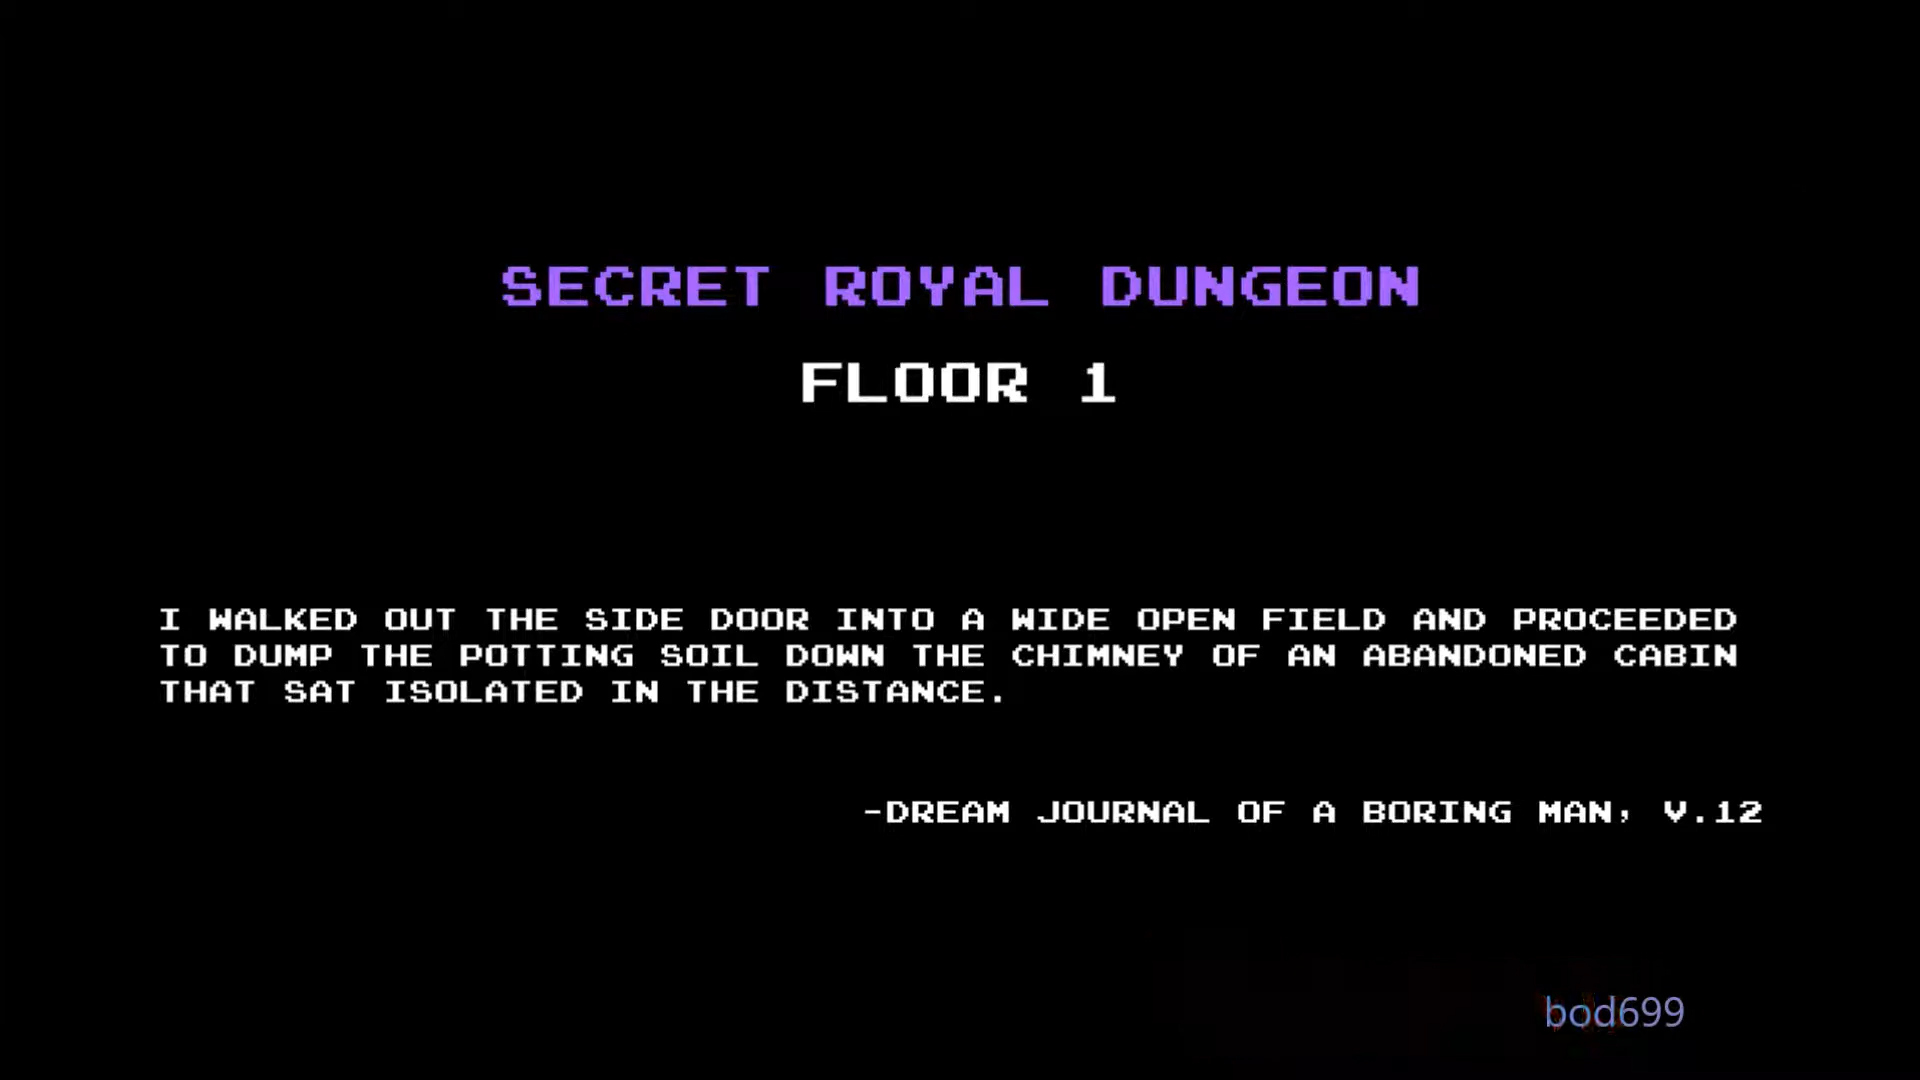 SECRET ROYAL DUNGEON
FLOOR 1
I WALKED OUT THE SIDE DOOR INTO A WIDE OPEN FIELD AND PROCEEDED
TO DUMP THE POTTING SOIL DOWN THE CHIMNEY OF AN ABANDONED CABIN
THAT SAT ISOLATED IN THE DISTANCE.
-DREAM JOURNAL OF A BORING MAN, V.12
bod699